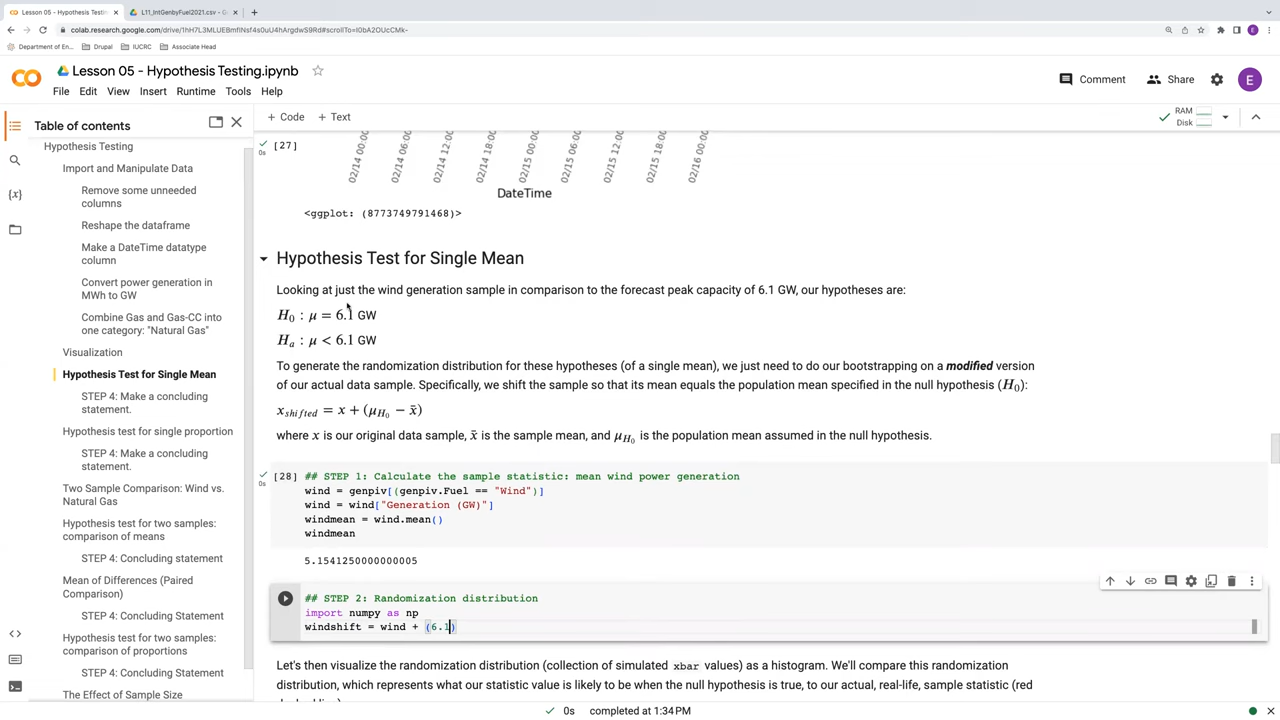 Lesson 05 - Hypothesis Testing
L11_IntGenbyFuel2021.csv -
colab.research.google.com/drive/1hH7L3MLUEBmfiNsf4s0uU4hArgdwS9Rd#scrollTo=I0bA2OUcCMk-
Department of En...
Drupal
IUCRC
Associate Head
Lesson 05 - Hypothesis Testing.ipynb
File Edit View Insert Runtime Tools Help
Comment
Share
E
Table of contents
Hypothesis Testing
Import and Manipulate Data
Remove some unneeded
columns
Reshape the dataframe
Make a DateTime datatype
column
Convert power generation in
MWh to GW
Combine Gas and Gas-CC into
one category: "Natural Gas"
Visualization
Hypothesis Test for Single Mean
STEP 4: Make a concluding
statement.
Hypothesis test for single proportion
STEP 4: Make a concluding
statement.
Two Sample Comparison: Wind vs.
Natural Gas
Hypothesis test for two samples:
comparison of means
STEP 4: Concluding statement
Mean of Differences (Paired
Comparison)
STEP 4: Concluding Statement
Hypothesis test for two samples:
comparison of proportions
STEP 4: Concluding Statement
The Effect of Sample Size
+ Code + Text
RAM
Disk
[27]
02/14 00:00
02/14 06:00
02/14 12:00
02/14 18:00
02/15 00:00
02/15 06:00
02/15 12:00
02/15 18:00
02/16 00:00
DateTime
<ggplot: (8773749791468)>
Hypothesis Test for Single Mean
Looking at just the wind generation sample in comparison to the forecast peak capacity of 6.1 GW, our hypotheses are:
H₀ : μ = 6.1 GW
Hₐ : μ < 6.1 GW
To generate the randomization distribution for these hypotheses (of a single mean), we just need to do our bootstrapping on a modified version
of our actual data sample. Specifically, we shift the sample so that its mean equals the population mean specified in the null hypothesis (H₀):
x_shifted = x + (μ_H₀ − x̄)
where x is our original data sample, x̄ is the sample mean, and μ_H₀ is the population mean assumed in the null hypothesis.
[28]
0s
## STEP 1: Calculate the sample statistic: mean wind power generation
wind = genpiv[(genpiv.Fuel == "Wind")]
wind = wind["Generation (GW)"]
windmean = wind.mean()
windmean
5.1541250000000005
## STEP 2: Randomization distribution
import numpy as np
windshift = wind + (6.1)
Let's then visualize the randomization distribution (collection of simulated xbar values) as a histogram. We'll compare this randomization
distribution, which represents what our statistic value is likely to be when the null hypothesis is true, to our actual, real-life, sample statistic (red
0s completed at 1:34 PM